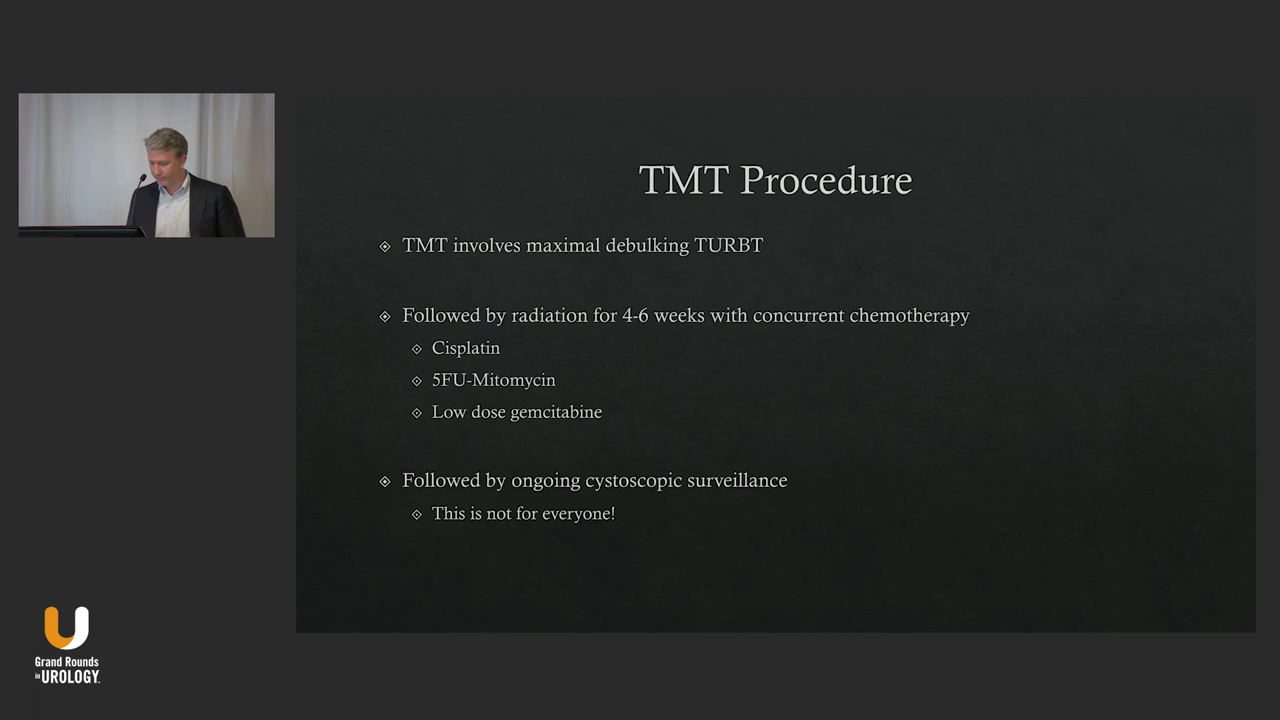 TMT Procedure
TMT involves maximal debulking TURBT
Followed by radiation for 4-6 weeks with concurrent chemotherapy
Cisplatin
5FU-Mitomycin
Low dose gemcitabine
Followed by ongoing cystoscopic surveillance
This is not for everyone!
Grand Rounds
in UROLOGY